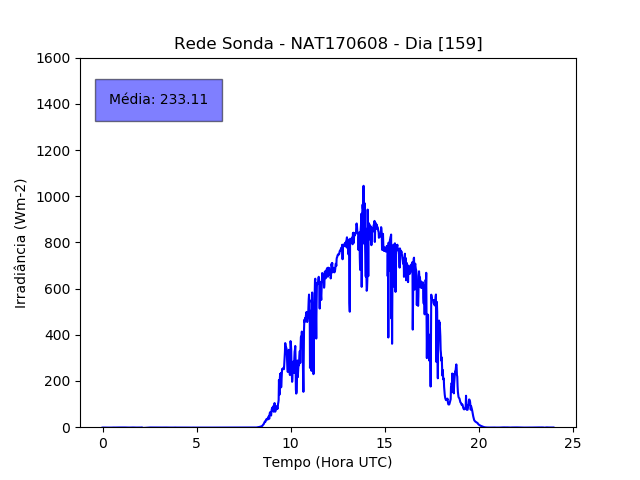 Rede Sonda - NAT170608 - Dia [159]
1600
1400
1200
1000
800
600
400
200
0
Média: 233.11
Irradiância (Wm-2)
0 5 10 15 20 25
Tempo (Hora UTC)